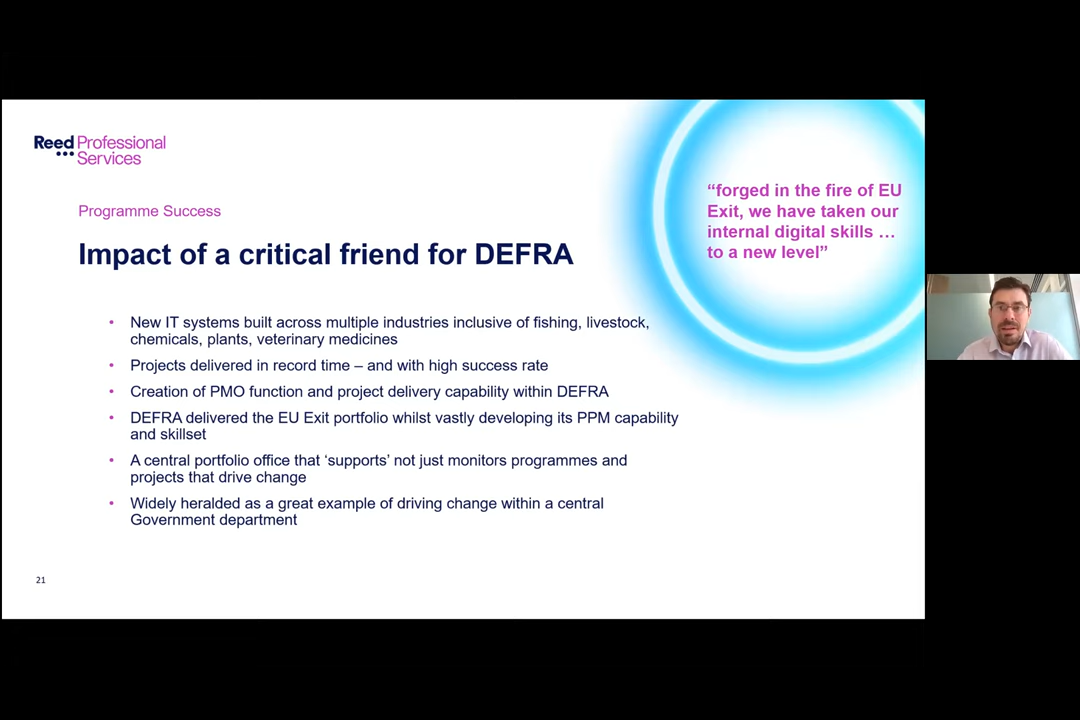 Reed Professional
Services
Programme Success
Impact of a critical friend for DEFRA
“forged in the fire of EU
Exit, we have taken our
internal digital skills …
to a new level”
• New IT systems built across multiple industries inclusive of fishing, livestock,
chemicals, plants, veterinary medicines
• Projects delivered in record time – and with high success rate
• Creation of PMO function and project delivery capability within DEFRA
• DEFRA delivered the EU Exit portfolio whilst vastly developing its PPM capability
and skillset
• A central portfolio office that ‘supports’ not just monitors programmes and
projects that drive change
• Widely heralded as a great example of driving change within a central
Government department
21